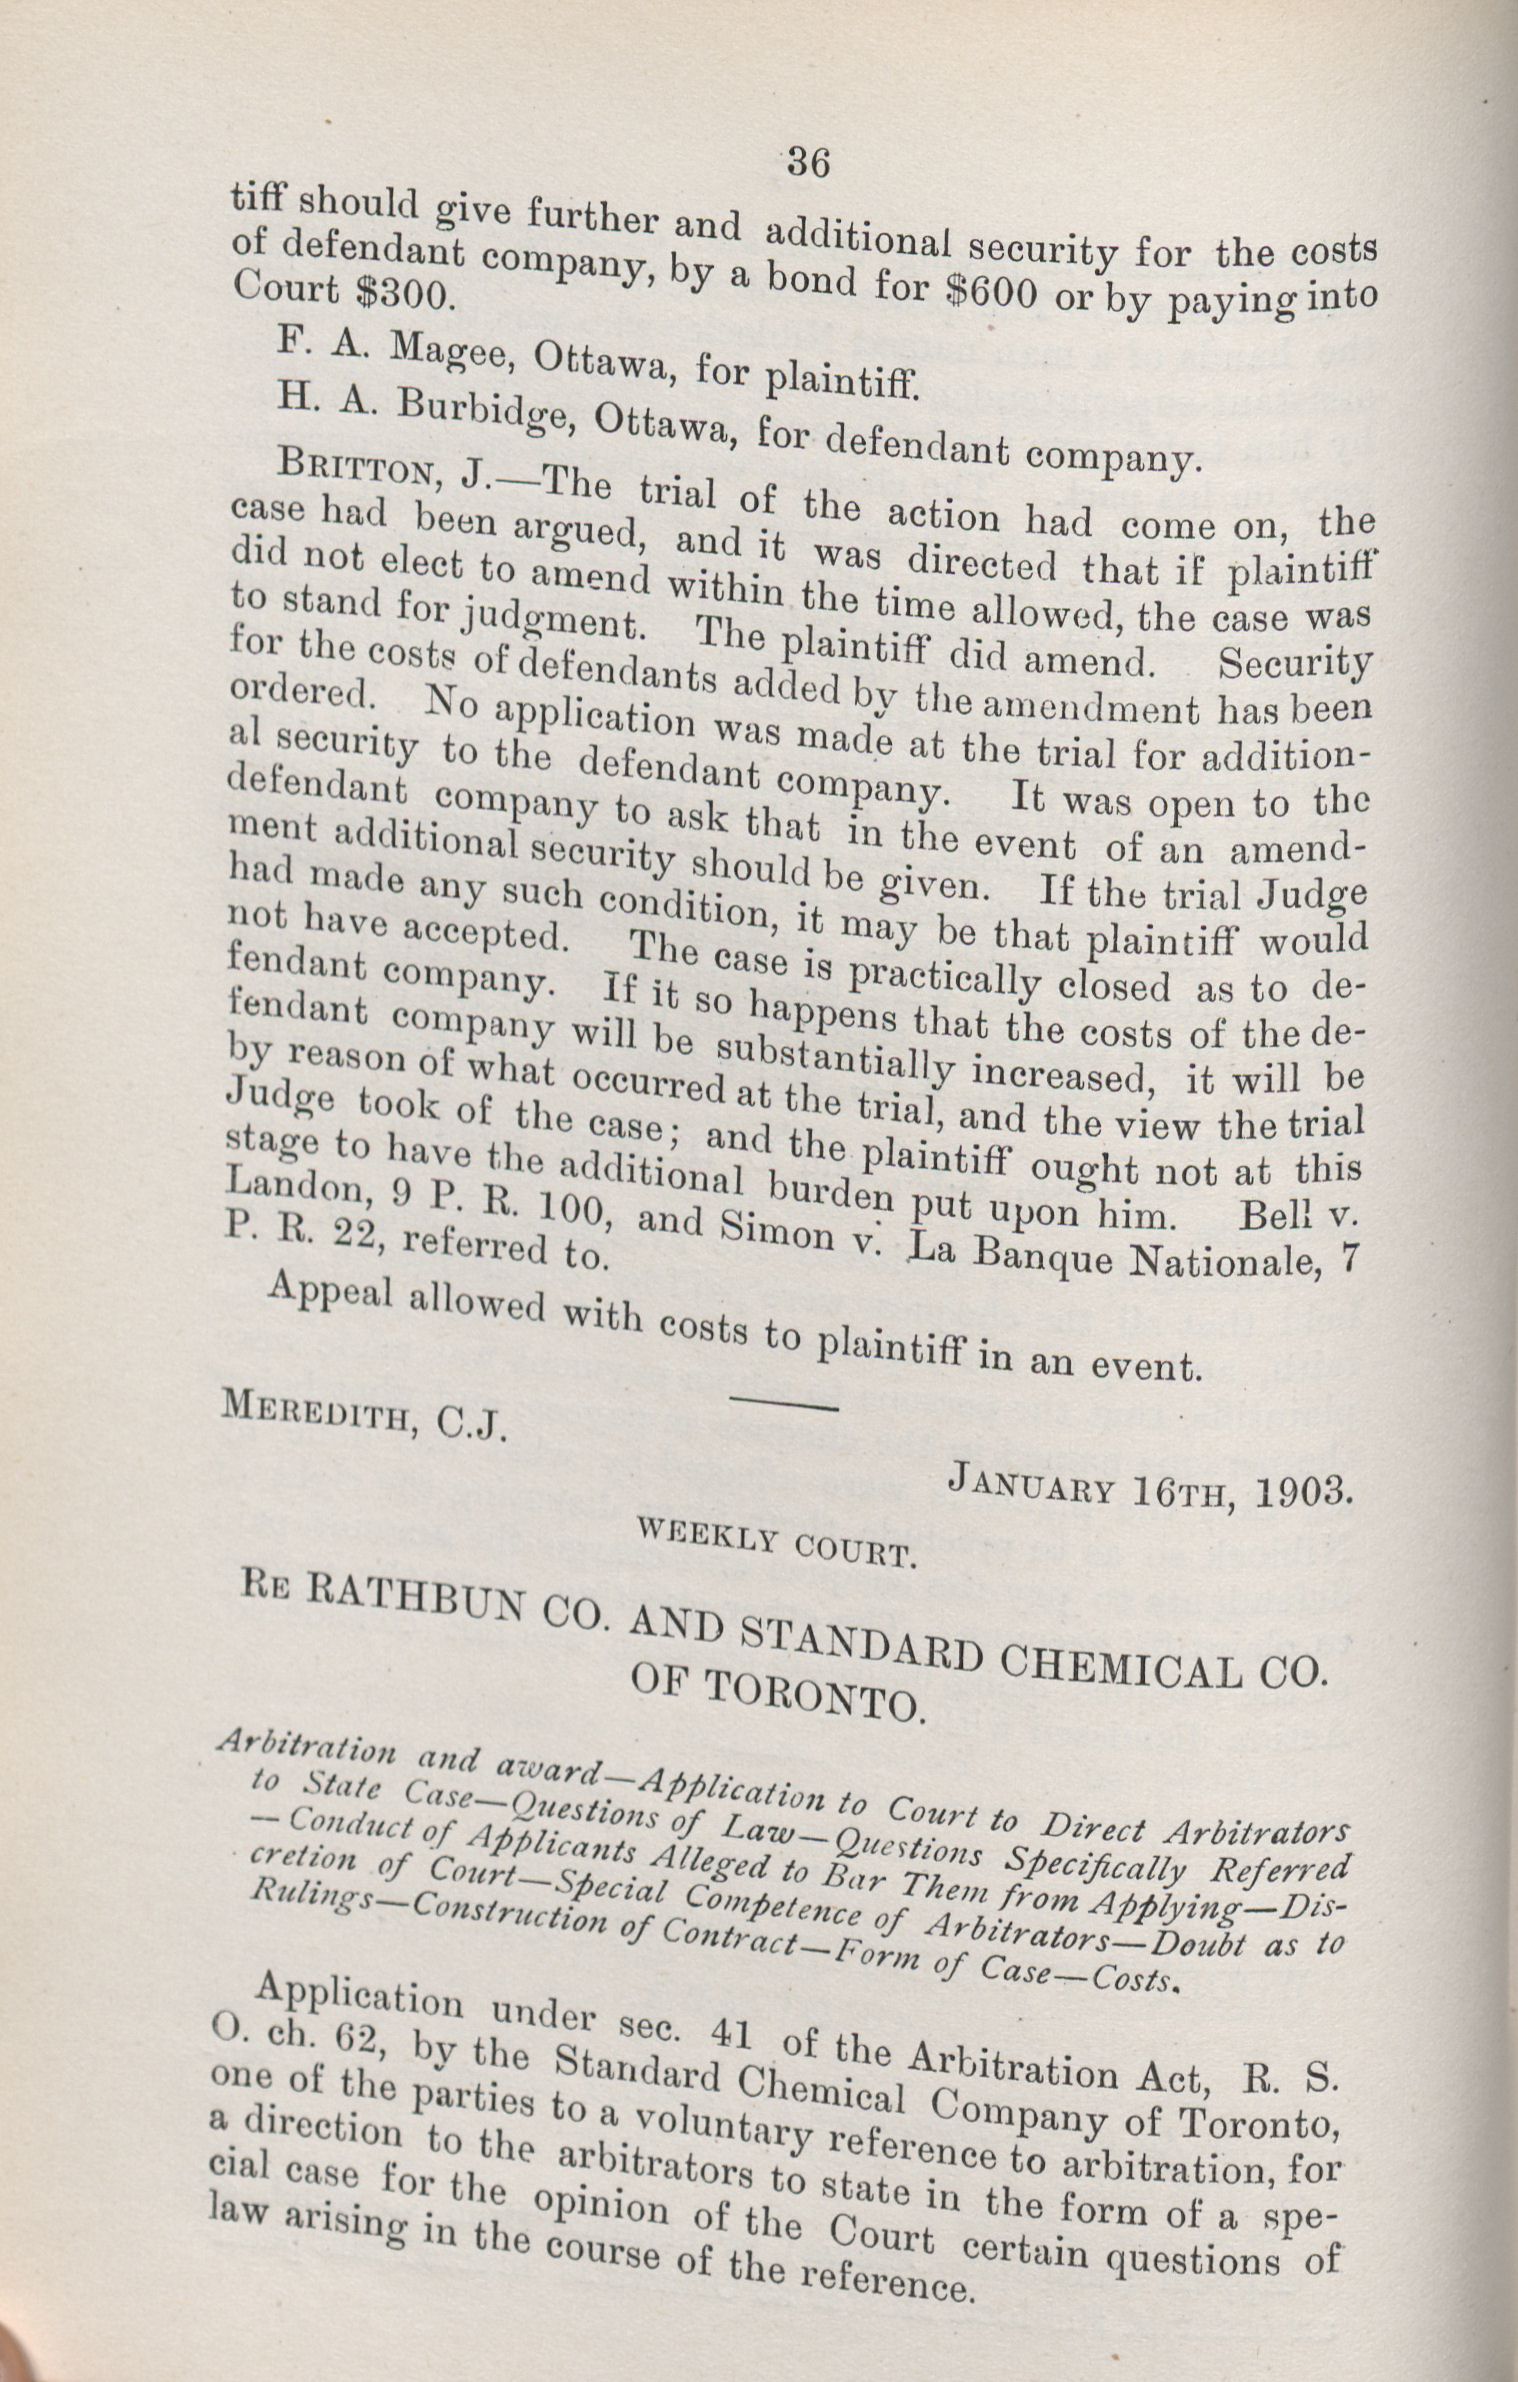 36
tiff should give further and additional security for the costs
of defendant company, by a bond for $600 or by paying into
Court $300.
F. A. Magee, Ottawa, for plaintiff.
H. A. Burbidge, Ottawa, for defendant company.
BRITTON, J.—The trial of the action had come on, the
case had been argued, and it was directed that if plaintiff
did not elect to amend within the time allowed, the case was
to stand for judgment. The plaintiff did amend. Security
for the costs of defendants added by the amendment has been
ordered. No application was made at the trial for addition-
al security to the defendant company. It was open to the
defendant company to ask that in the event of an amend-
ment additional security should be given. If the trial Judge
had made any such condition, it may be that plaintiff would
not have accepted. The case is practically closed as to de-
fendant company. If it so happens that the costs of the de-
fendant company will be substantially increased, it will be
by reason of what occurred at the trial, and the view the trial
Judge took of the case; and the plaintiff ought not at this
stage to have the additional burden put upon him. Bell v.
Landon, 9 P. R. 100, and Simon v. La Banque Nationale, 7
P. R. 22, referred to.
Appeal allowed with costs to plaintiff in an event.
MEREDITH, C.J.
JANUARY 16TH, 1903.
WEEKLY COURT.
RE RATHBUN CO. AND STANDARD CHEMICAL CO.
OF TORONTO.
Arbitration and award—Application to Court to Direct Arbitrators
to State Case—Questions of Law—Questions Specifically Referred
—Conduct of Applicants Alleged to Bar Them from Applying—Dis-
cretion of Court—Special Competence of Arbitrators—Doubt as to
Rulings—Construction of Contract—Form of Case—Costs.
Application under sec. 41 of the Arbitration Act, R. S.
O. ch. 62, by the Standard Chemical Company of Toronto,
one of the parties to a voluntary reference to arbitration, for
a direction to the arbitrators to state in the form of a spe-
cial case for the opinion of the Court certain questions of
law arising in the course of the reference.